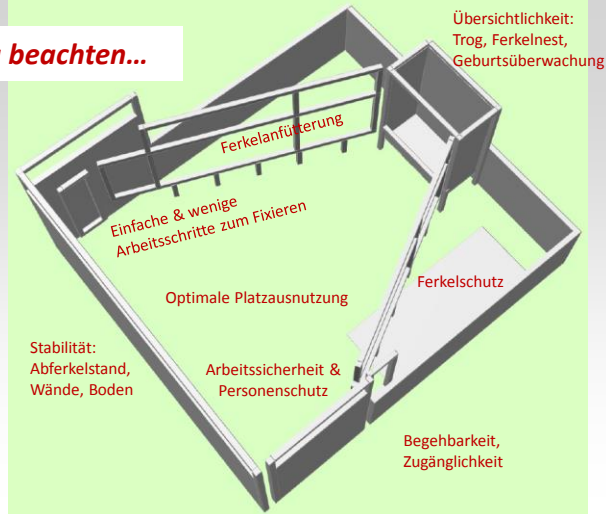 beachten…
Übersichtlichkeit:
Trog, Ferkelnest,
Geburtsüberwachung
Ferkelanfütterung
Einfache & wenige
Arbeitsschritte zum Fixieren
Optimale Platzausnutzung
Ferkelschutz
Stabilität:
Abferkelstand,
Wände, Boden
Arbeitssicherheit &
Personenschutz
Begehbarkeit,
Zugänglichkeit